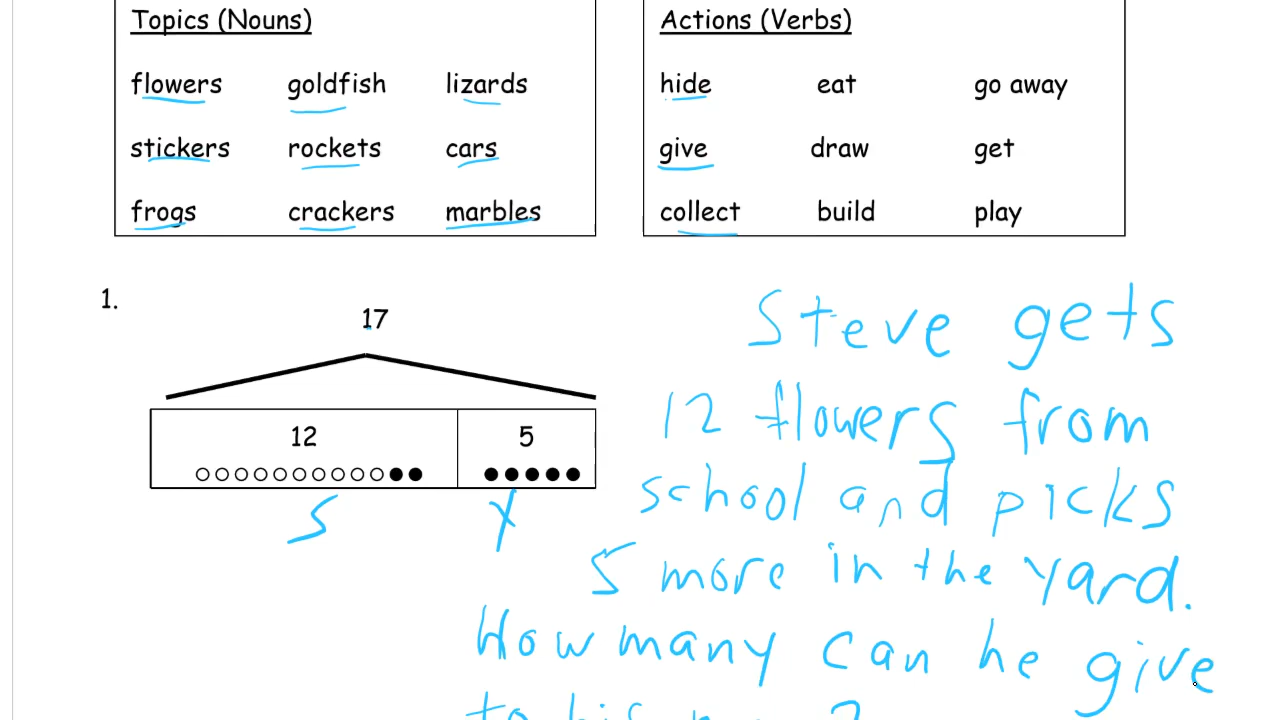 Topics (Nouns)
flowers goldfish lizards
stickers rockets cars
frogs crackers marbles
Actions (Verbs)
hide eat go away
give draw get
collect build play
1.
17
12 5
S Y
Steve gets
12 flowers from
school and picks
5 more in the yard.
How many can he give
to his